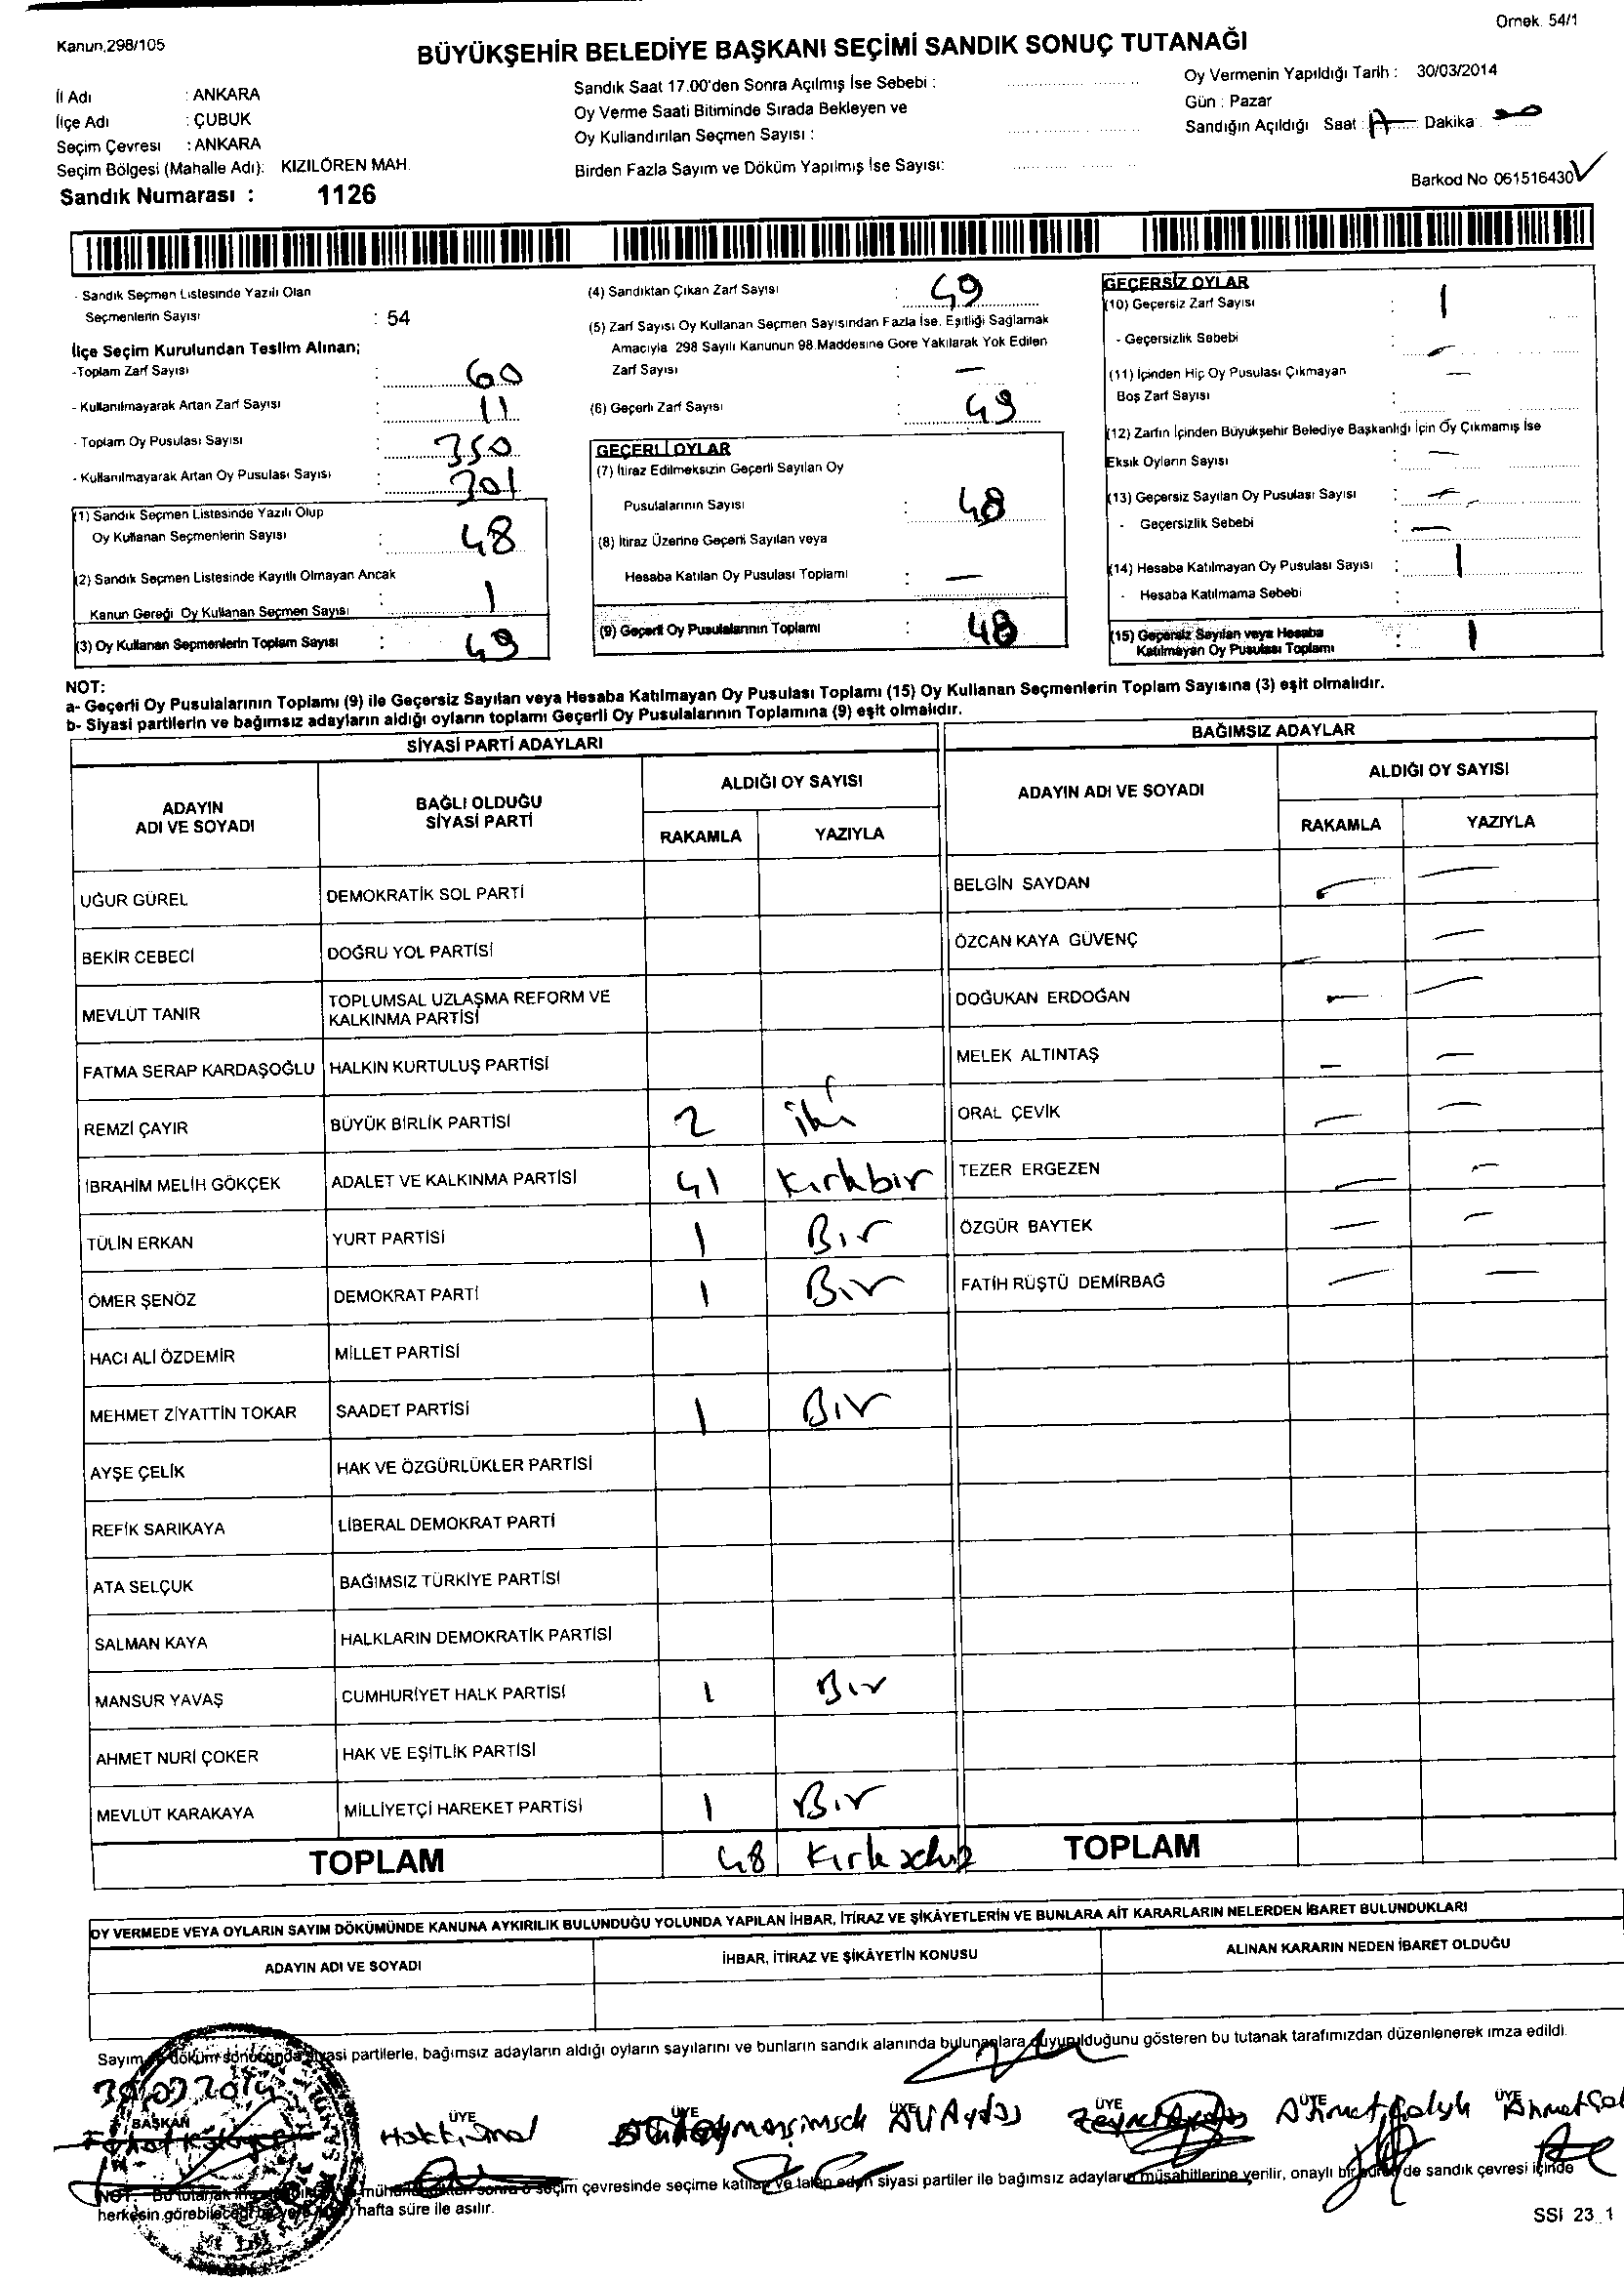 Kanun,298/105
Örnek. 54/1
BÜYÜKŞEHİR BELEDİYE BAŞKANI SEÇİMİ SANDIK SONUÇ TUTANAĞI
İl Adı : ANKARA
İlçe Adı : ÇUBUK
Seçim Çevresi : ANKARA
Seçim Bölgesi (Mahalle Adı): KIZILÖREN MAH.
Sandık Numarası : 1126
Sandık Saat 17.00'den Sonra Açılmış İse Sebebi :
Oy Verme Saati Bitiminde Sırada Bekleyen ve
Oy Kullandırılan Seçmen Sayısı :
Birden Fazla Sayım ve Döküm Yapılmış İse Sayısı:
Oy Vermenin Yapıldığı Tarih : 30/03/2014
Gün : Pazar
Sandığın Açıldığı Saat : Dakika :
Barkod No 061516430
- Sandık Seçmen Listesinde Yazılı Olan
Seçmenlerin Sayısı : 54
İlçe Seçim Kurulundan Teslim Alınan;
-Toplam Zarf Sayısı : 60
- Kullanılmayarak Artan Zarf Sayısı : 11
- Toplam Oy Pusulası Sayısı : 350
- Kullanılmayarak Artan Oy Pusulası Sayısı : 301
(1) Sandık Seçmen Listesinde Yazılı Olup
Oy Kullanan Seçmenlerin Sayısı : 48
(2) Sandık Seçmen Listesinde Kayıtlı Olmayan Ancak
Kanun Gereği Oy Kullanan Seçmen Sayısı : 1
(3) Oy Kullanan Seçmenlerin Toplam Sayısı : 49
(4) Sandıktan Çıkan Zarf Sayısı : 49
(5) Zarf Sayısı Oy Kullanan Seçmen Sayısından Fazla İse, Eşitliği Sağlamak
Amacıyla 298 Sayılı Kanunun 98.Maddesine Göre Yakılarak Yok Edilen
Zarf Sayısı : —
(6) Geçerli Zarf Sayısı : 49
GEÇERLİ OYLAR
(7) İtiraz Edilmeksizin Geçerli Sayılan Oy
Pusulalarının Sayısı : 48
(8) İtiraz Üzerine Geçerli Sayılan veya
Hesaba Katılan Oy Pusulası Toplamı : —
(9) Geçerli Oy Pusulalarının Toplamı : 48
GEÇERSİZ OYLAR
(10) Geçersiz Zarf Sayısı : 1
- Geçersizlik Sebebi : —
(11) İçinden Hiç Oy Pusulası Çıkmayan —
Boş Zarf Sayısı :
(12) Zarfın İçinden Büyükşehir Belediye Başkanlığı İçin Oy Çıkmamış İse
Eksik Oyların Sayısı : —
(13) Geçersiz Sayılan Oy Pusulası Sayısı : —
- Geçersizlik Sebebi : —
(14) Hesaba Katılmayan Oy Pusulası Sayısı : 1
- Hesaba Katılmama Sebebi :
(15) Geçersiz Sayılan veya Hesaba
Katılmayan Oy Pusulası Toplamı : 1
NOT:
a- Geçerli Oy Pusulalarının Toplamı (9) ile Geçersiz Sayılan veya Hesaba Katılmayan Oy Pusulası Toplamı (15) Oy Kullanan Seçmenlerin Toplam Sayısına (3) eşit olmalıdır.
b- Siyasi partilerin ve bağımsız adayların aldığı oyların toplamı Geçerli Oy Pusulalarının Toplamına (9) eşit olmalıdır.
SİYASİ PARTİ ADAYLARI
ADAYIN ADI VE SOYADI BAĞLI OLDUĞU SİYASİ PARTİ ALDIĞI OY SAYISI
RAKAMLA YAZIYLA
UĞUR GÜREL DEMOKRATİK SOL PARTİ
BEKİR CEBECİ DOĞRU YOL PARTİSİ
MEVLÜT TANIR TOPLUMSAL UZLAŞMA REFORM VE KALKINMA PARTİSİ
FATMA SERAP KARDAŞOĞLU HALKIN KURTULUŞ PARTİSİ
REMZİ ÇAYIR BÜYÜK BİRLİK PARTİSİ 2 iki
İBRAHİM MELİH GÖKÇEK ADALET VE KALKINMA PARTİSİ 41 Kırkbir
TÜLİN ERKAN YURT PARTİSİ 1 Bir
ÖMER ŞENÖZ DEMOKRAT PARTİ 1 Bir
HACI ALİ ÖZDEMİR MİLLET PARTİSİ
MEHMET ZİYATTİN TOKAR SAADET PARTİSİ 1 Bir
AYŞE ÇELİK HAK VE ÖZGÜRLÜKLER PARTİSİ
REFİK SARIKAYA LİBERAL DEMOKRAT PARTİ
ATA SELÇUK BAĞIMSIZ TÜRKİYE PARTİSİ
SALMAN KAYA HALKLARIN DEMOKRATİK PARTİSİ
MANSUR YAVAŞ CUMHURİYET HALK PARTİSİ 1 Bir
AHMET NURİ ÇOKER HAK VE EŞİTLİK PARTİSİ
MEVLÜT KARAKAYA MİLLİYETÇİ HAREKET PARTİSİ 1 Bir
TOPLAM 48 Kırk sekiz
BAĞIMSIZ ADAYLAR
ADAYIN ADI VE SOYADI ALDIĞI OY SAYISI
RAKAMLA YAZIYLA
BELGİN SAYDAN — —
ÖZCAN KAYA GÜVENÇ — —
DOĞUKAN ERDOĞAN — —
MELEK ALTINTAŞ — —
ORAL ÇEVİK — —
TEZER ERGEZEN — —
ÖZGÜR BAYTEK — —
FATİH RÜŞTÜ DEMİRBAĞ — —
TOPLAM
OY VERMEDE VEYA OYLARIN SAYIM DÖKÜMÜNDE KANUNA AYKIRILIK BULUNDUĞU YOLUNDA YAPILAN İHBAR, İTİRAZ VE ŞİKÂYETLERİN VE BUNLARA AİT KARARLARIN NELERDEN İBARET BULUNDUKLARI
ADAYIN ADI VE SOYADI İHBAR, İTİRAZ VE ŞİKÂYETİN KONUSU ALINAN KARARIN NEDEN İBARET OLDUĞU
Sayım döküm sonucunda siyasi partilerle, bağımsız adayların aldığı oyların sayılarını ve bunların sandık alanında bulunanlara duyurulduğunu gösteren bu tutanak tarafımızdan düzenlenerek imza edildi.
30.03.2014
BAŞKAN ÜYE ÜYE ÜYE ÜYE ÜYE ÜYE
Ali Aydas
NOT: Bu tutanak sonra o seçim çevresinde seçime katılan ve talep eden siyasi partiler ile bağımsız adayların müşahitlerine verilir, onaylı bir de sandık çevresi içinde
herkesin görebileceği hafta süre ile asılır.
SSI 23_1